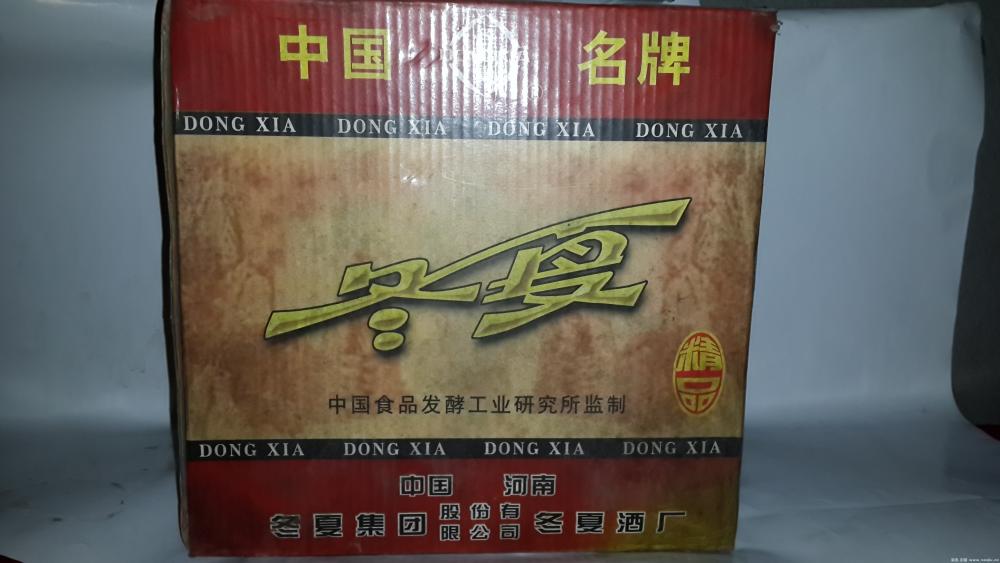 中国 名牌
DONG XIA DONG XIA DONG XIA DONG XIA
冬夏
精品
中国食品发酵工业研究所监制
DONG XIA DONG XIA DONG XIA DONG XIA
中国 河南
冬夏集团股份有限公司冬夏酒厂